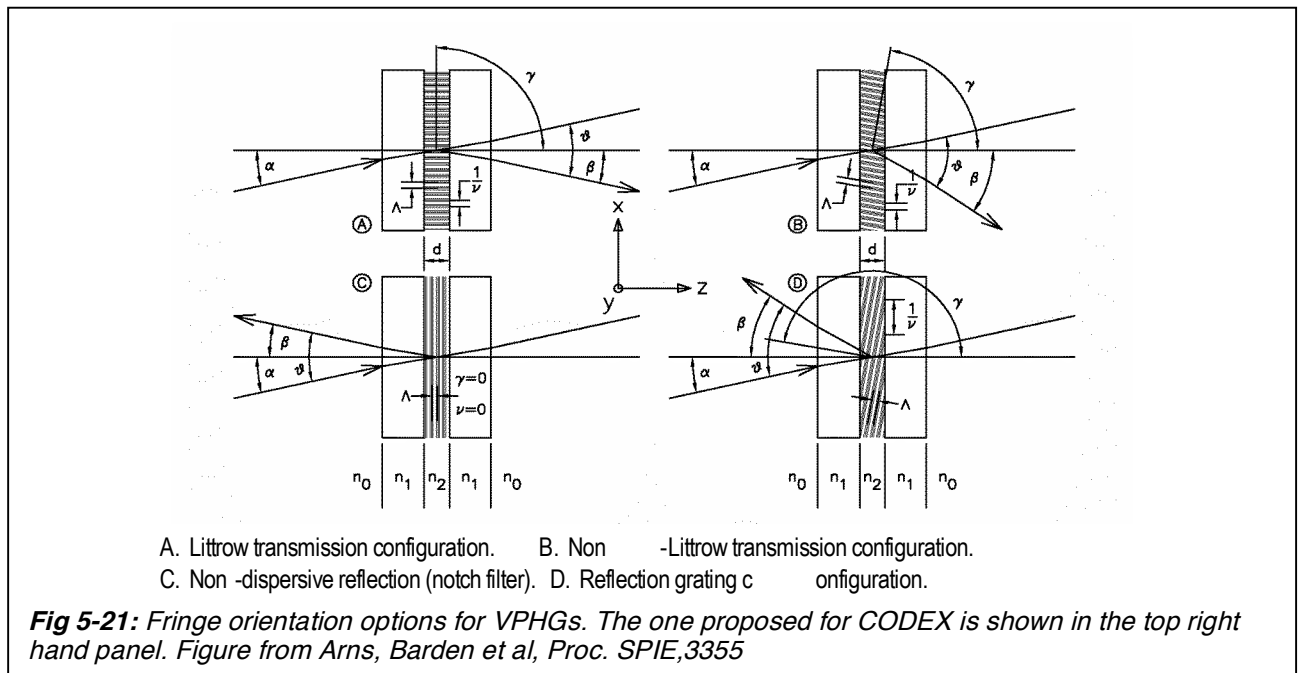 γ
α
ϑ
β
Λ
1/ν
A
γ
α
ϑ
β
Λ
1/ν
B
x
y
z
d
d
C
β
α
ϑ
Λ
γ=0
ν=0
D
β
ϑ
α
γ
1/ν
Λ
n0 n1 n2 n1 n0
n0 n1 n2 n1 n0
A. Littrow transmission configuration. B. Non -Littrow transmission configuration.
C. Non -dispersive reflection (notch filter). D. Reflection grating c onfiguration.
Fig 5-21: Fringe orientation options for VPHGs. The one proposed for CODEX is shown in the top right
hand panel. Figure from Arns, Barden et al, Proc. SPIE,3355